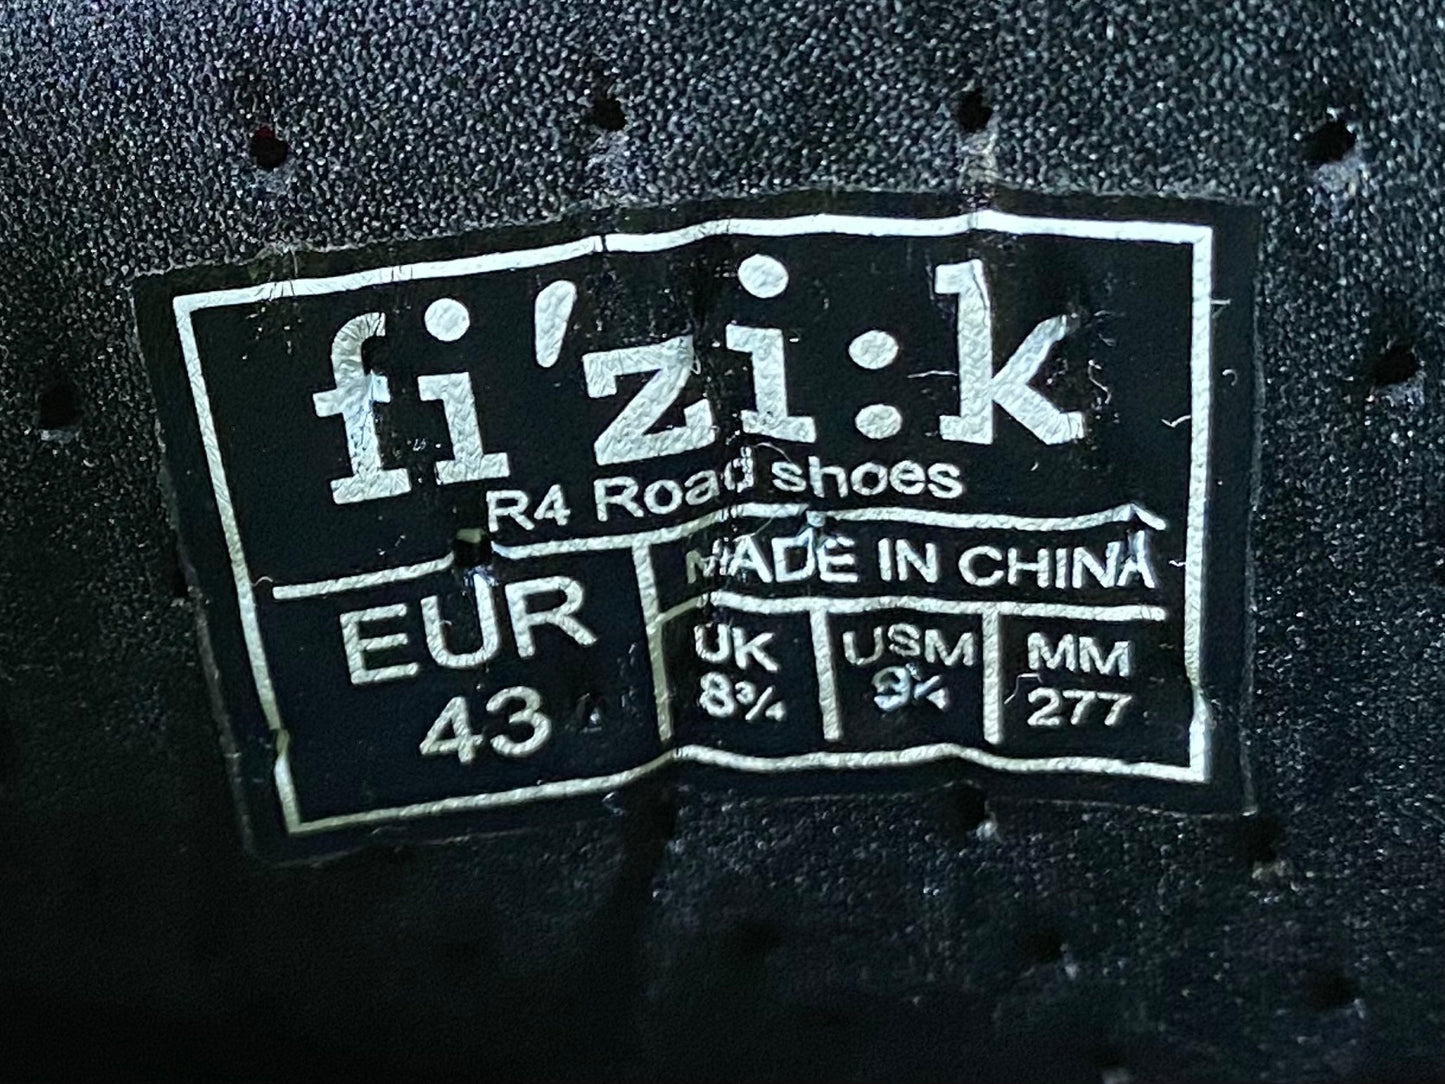 fi'zi:k
R4 Road shoes
MADE IN CHINA
EUR
43
UK
8¾
USM
MM
277